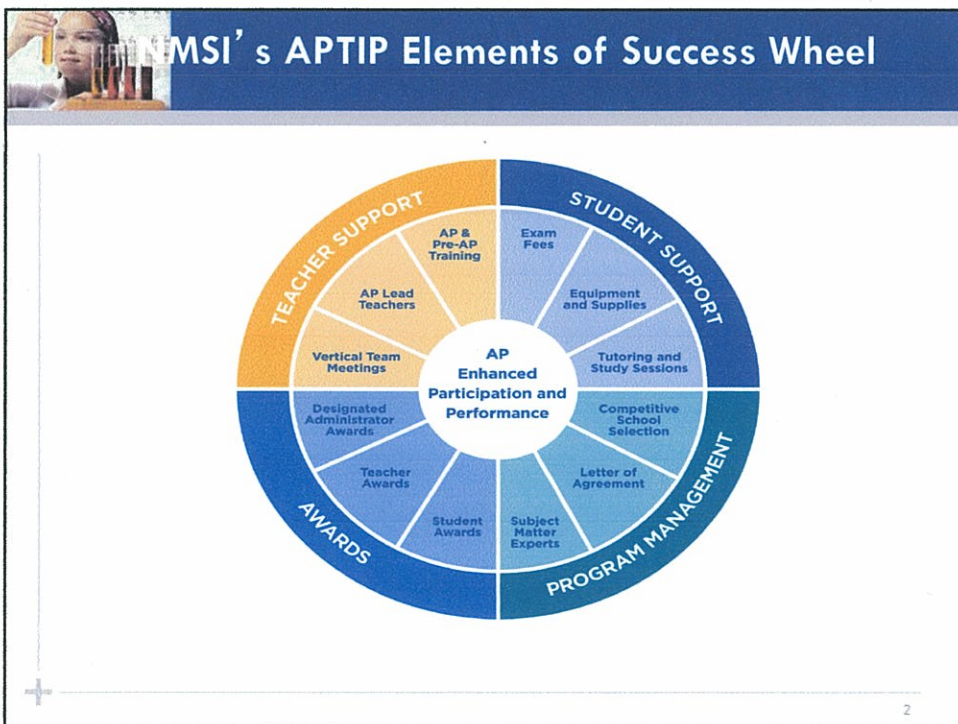 NMSI's APTIP Elements of Success Wheel
TEACHER SUPPORT
AP &
Pre-AP
Training
AP Lead
Teachers
Vertical Team
Meetings
STUDENT SUPPORT
Exam
Fees
Equipment
and Supplies
Tutoring and
Study Sessions
AP
Enhanced
Participation and
Performance
AWARDS
Designated
Administrator
Awards
Teacher
Awards
Student
Awards
PROGRAM MANAGEMENT
Competitive
School
Selection
Letter of
Agreement
Subject
Matter
Experts
2